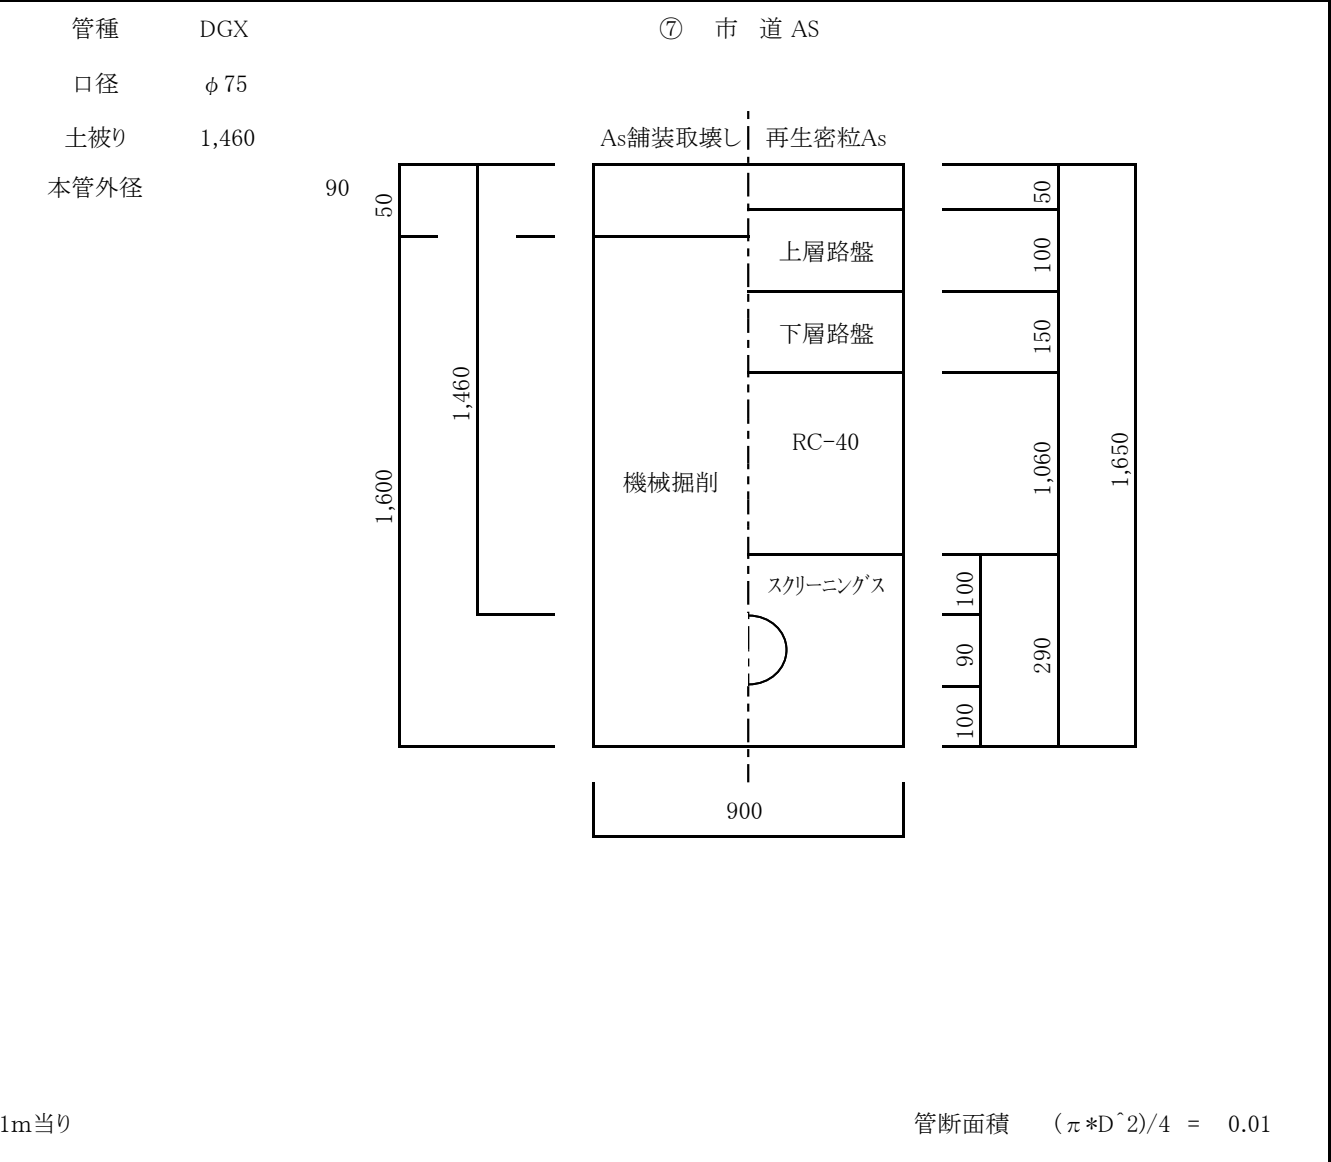 管種 DGX ⑦ 市 道 AS
口径 φ75
土被り 1,460 As舗装取壊し 再生密粒As
本管外径 90
50
50
上層路盤
100
下層路盤
150
1,460
RC-40
1,600
機械掘削
1,060
1,650
スクリーニングス
100
90
290
100
900
1m当り 管断面積 (π*D^2)/4 = 0.01